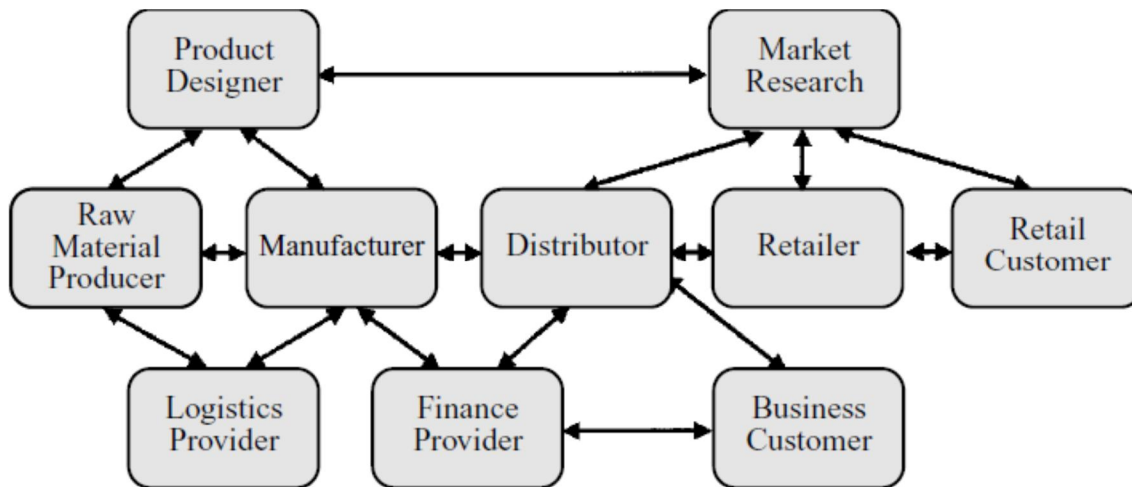 Product
Designer
Market
Research
Raw
Material
Producer
Manufacturer
Distributor
Retailer
Retail
Customer
Logistics
Provider
Finance
Provider
Business
Customer